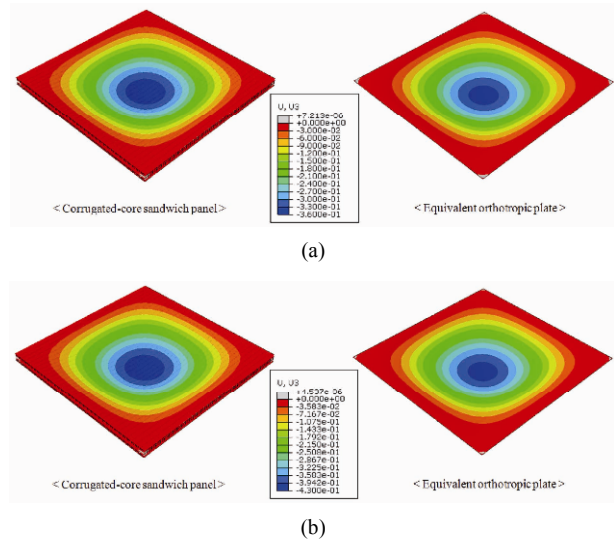 U, U3
+7.213e-06
+0.000e+00
-3.000e-02
-6.000e-02
-9.000e-02
-1.200e-01
-1.500e-01
-1.800e-01
-2.100e-01
-2.400e-01
-2.700e-01
-3.000e-01
-3.300e-01
-3.600e-01
< Corrugated-core sandwich panel >
< Equivalent orthotropic plate >
(a)
U, U3
+0.000e+00
-3.583e-02
-7.167e-02
-1.075e-01
-1.433e-01
-1.792e-01
-2.150e-01
-2.508e-01
-2.867e-01
-3.225e-01
-3.583e-01
-3.942e-01
-4.300e-01
< Corrugated-core sandwich panel >
< Equivalent orthotropic plate >
(b)